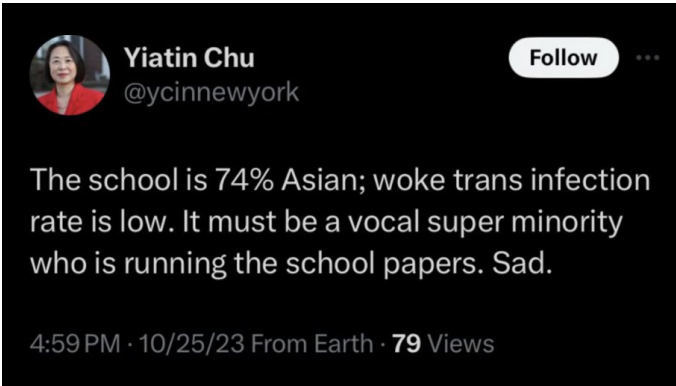 Yiatin Chu
Follow
@ycinnewyork
The school is 74% Asian; woke trans infection
rate is low. It must be a vocal super minority
who is running the school papers. Sad.
4:59 PM · 10/25/23 From Earth · 79 Views